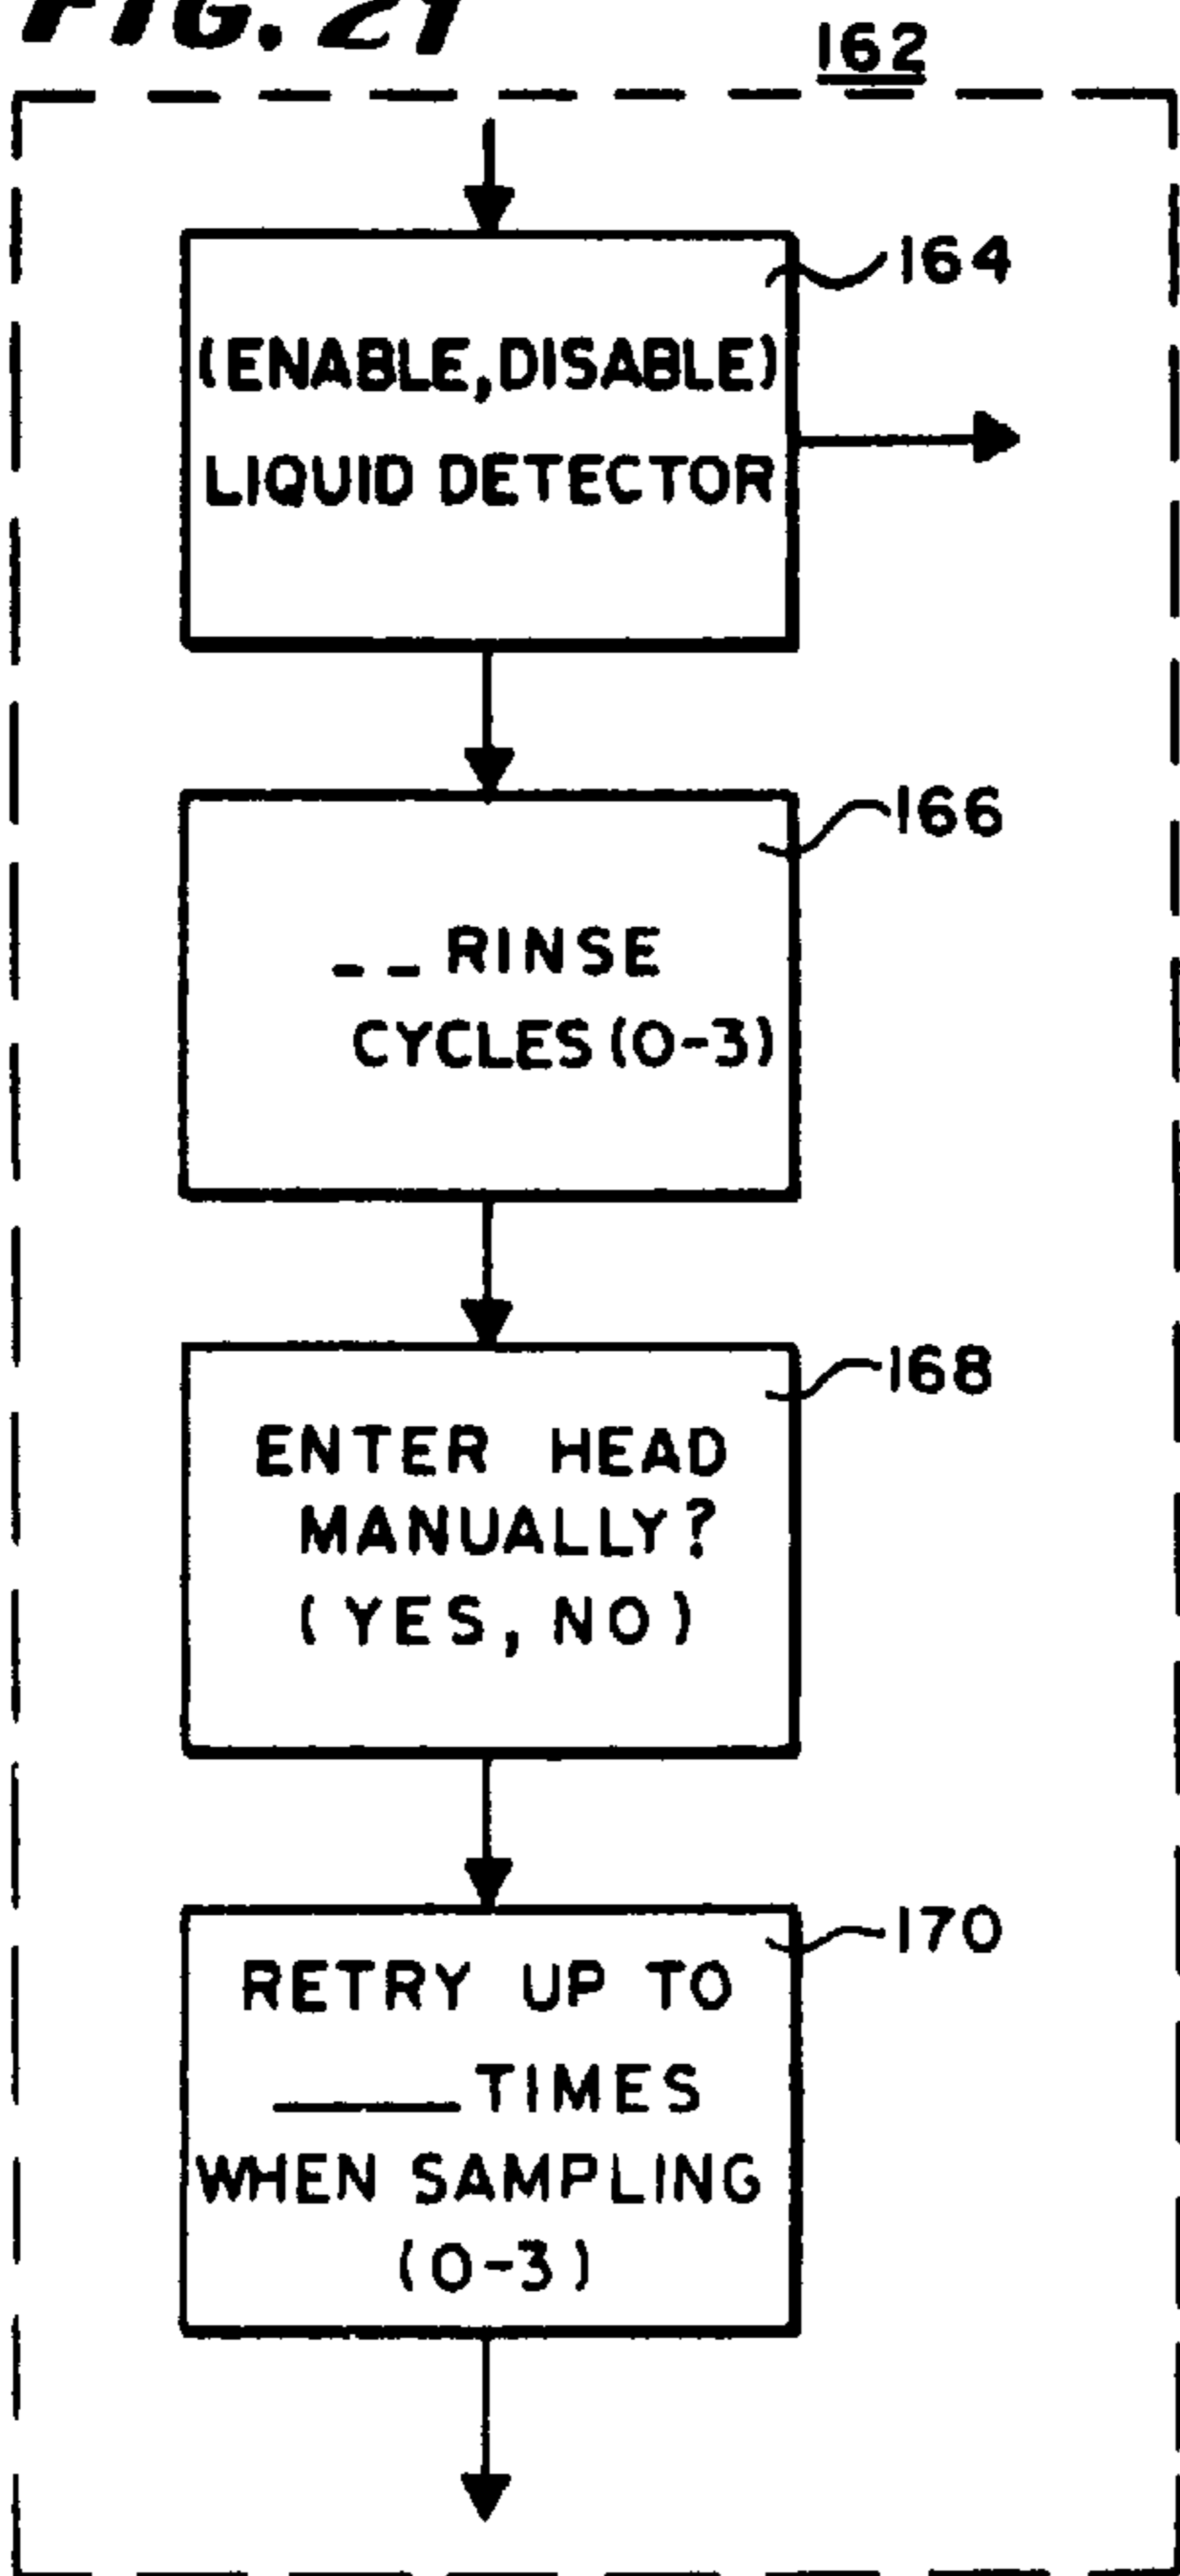 FIG. 21
162
164
(ENABLE, DISABLE)
LIQUID DETECTOR
166
__ RINSE
CYCLES (0-3)
168
ENTER HEAD
MANUALLY?
(YES, NO)
170
RETRY UP TO
____ TIMES
WHEN SAMPLING
(0-3)